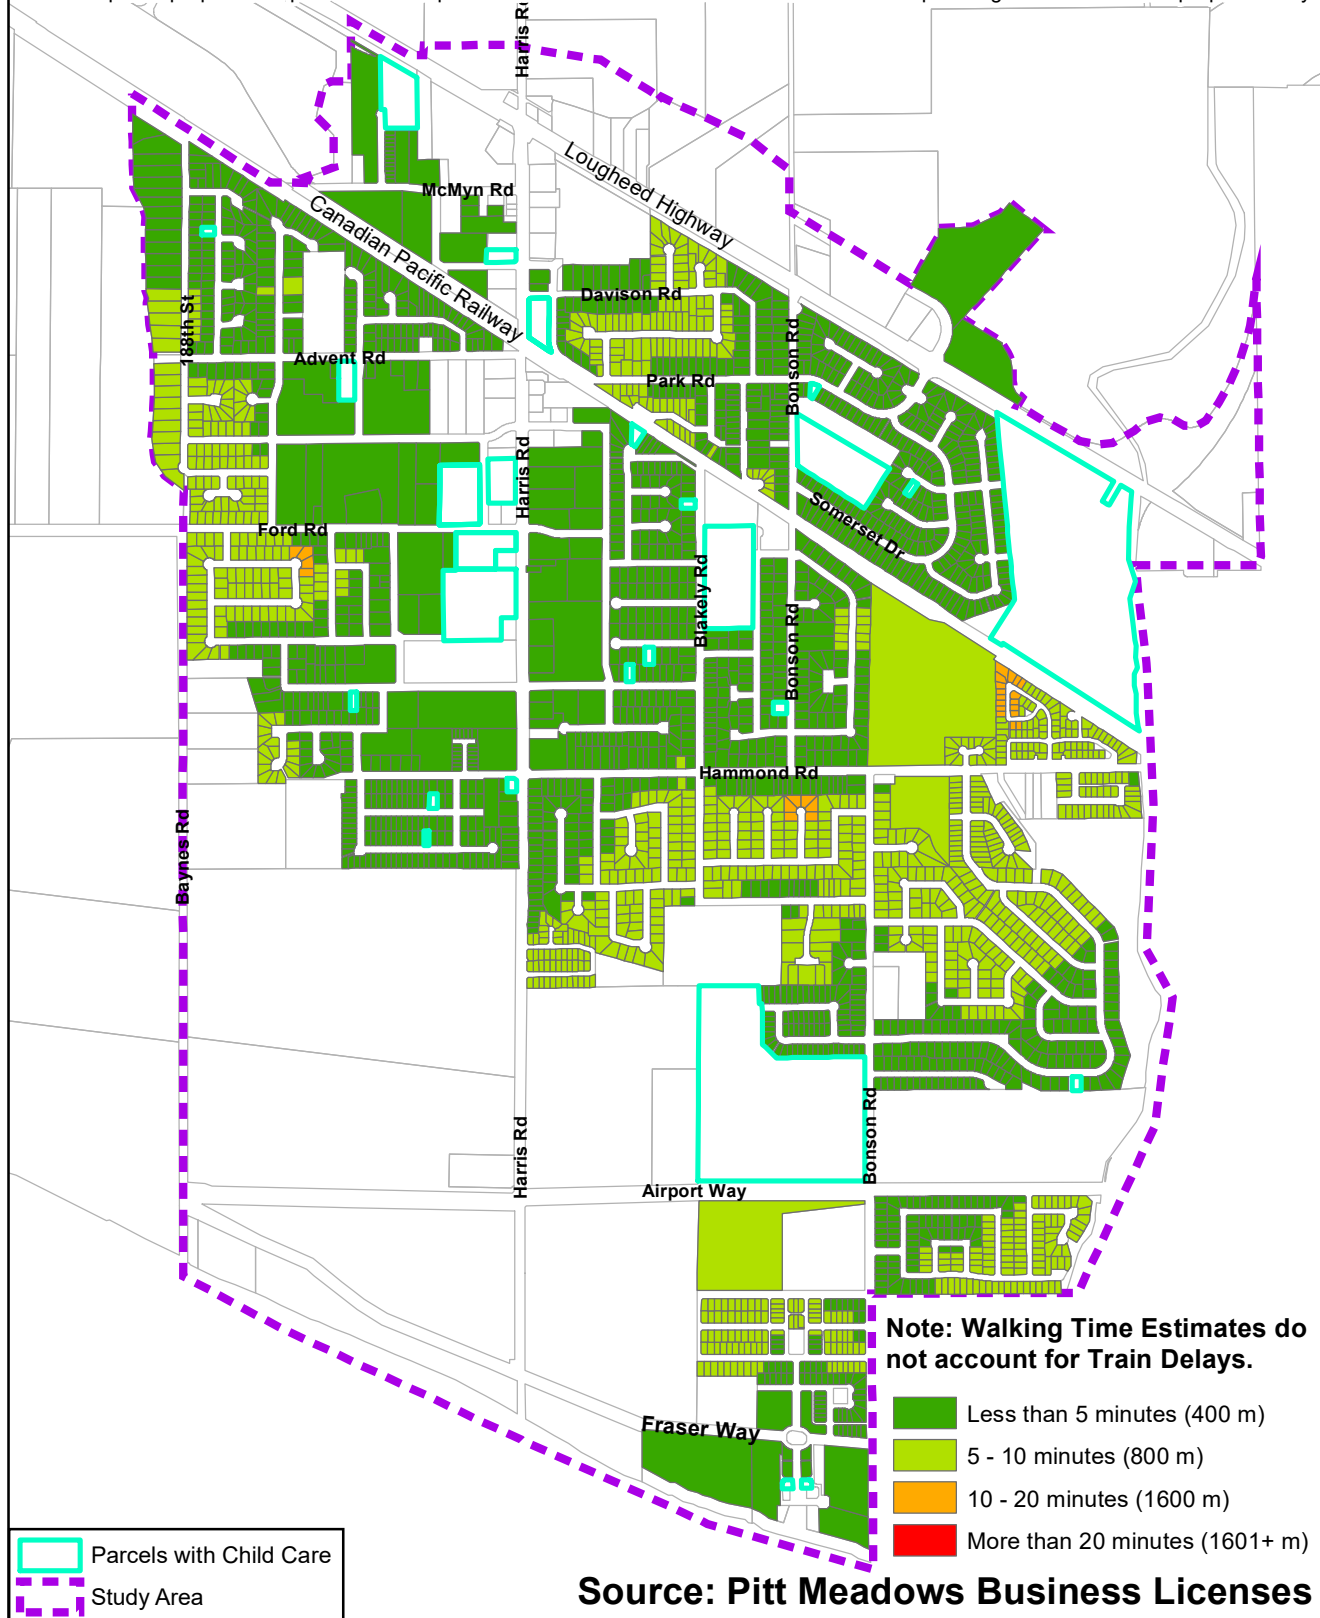 Harris Rd
Lougheed Highway
McMyn Rd
Canadian Pacific Railway
Davison Rd
188th St
Bonson Rd
Advent Rd
Park Rd
Harris Rd
Somerset Dr
Ford Rd
Blakely Rd
Bonson Rd
Hammond Rd
Baynes Rd
Harris Rd
Bonson Rd
Airport Way
Fraser Way
Note: Walking Time Estimates do
not account for Train Delays.
Less than 5 minutes (400 m)
5 - 10 minutes (800 m)
10 - 20 minutes (1600 m)
More than 20 minutes (1601+ m)
Parcels with Child Care
Study Area
Source: Pitt Meadows Business Licenses